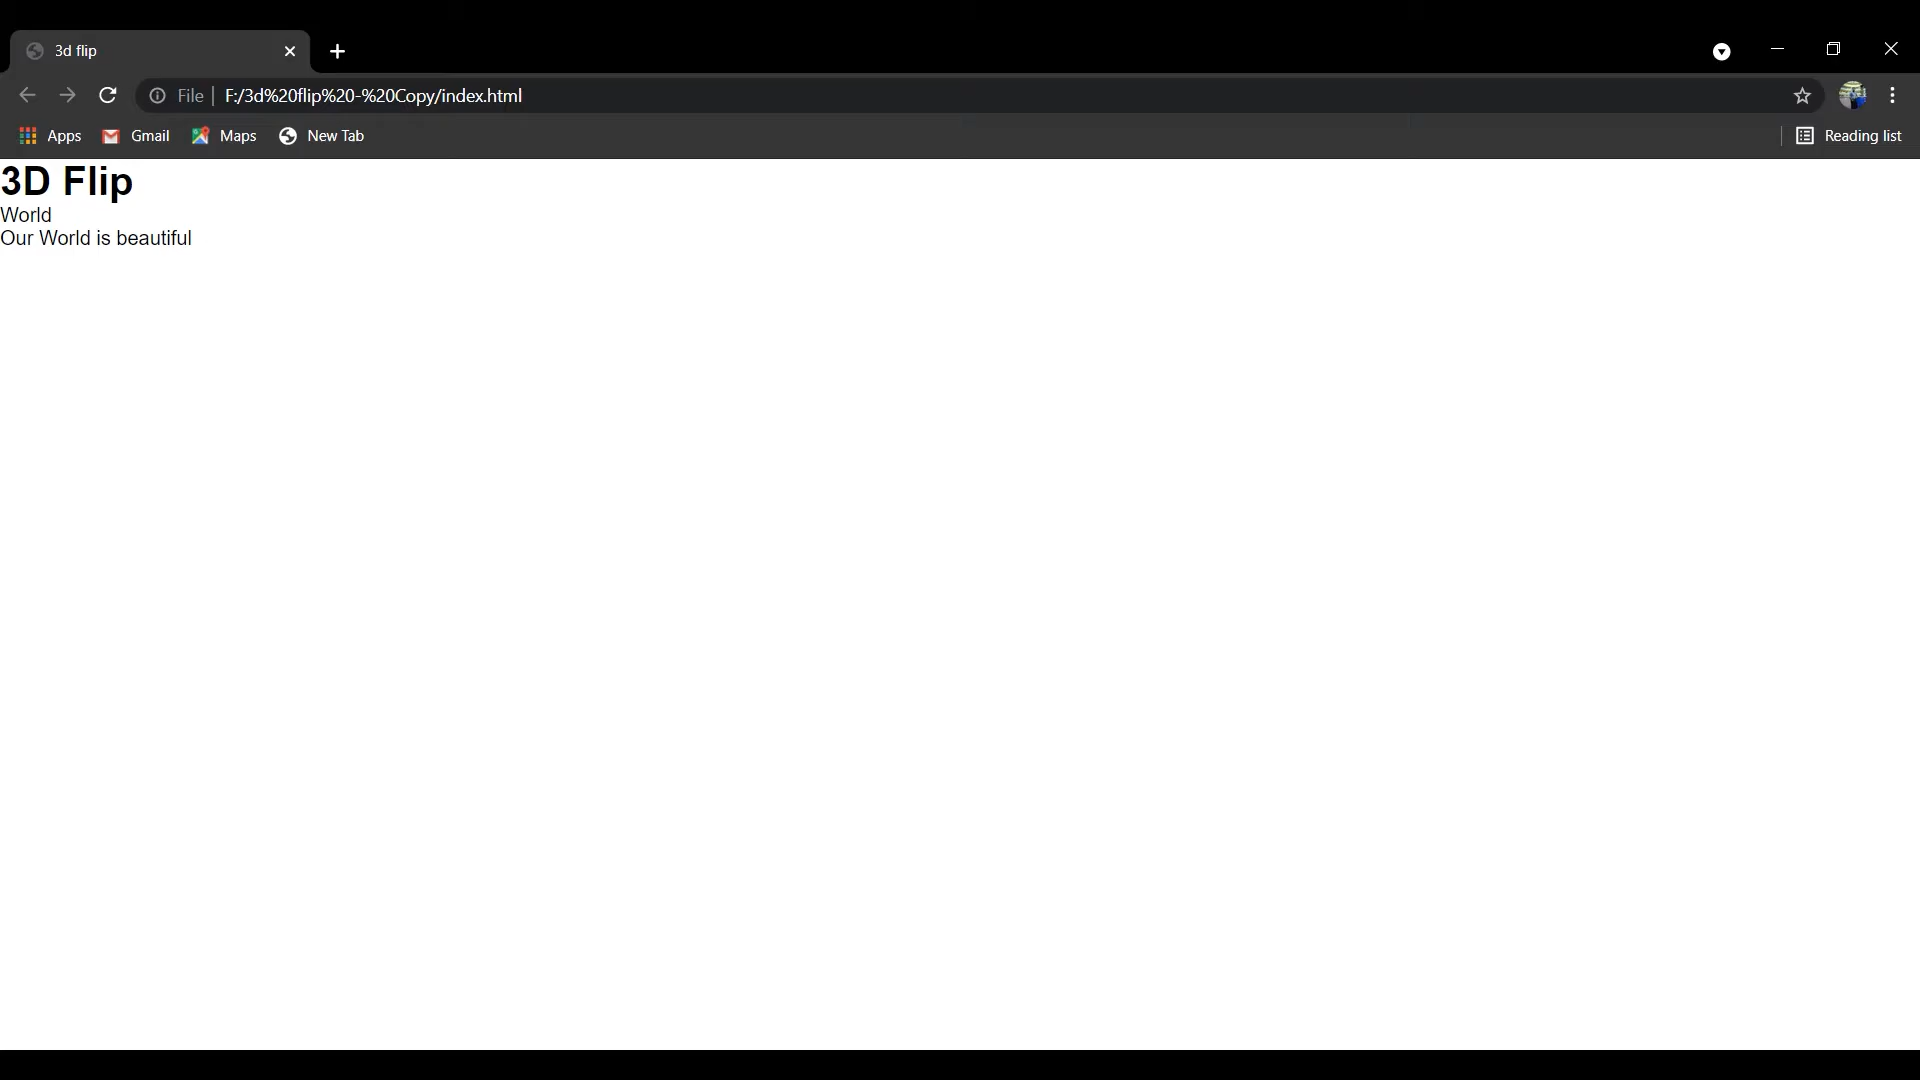 3d flip
File F:/3d%20flip%20-%20Copy/index.html
Apps Gmail Maps New Tab Reading list
3D Flip
World
Our World is beautiful